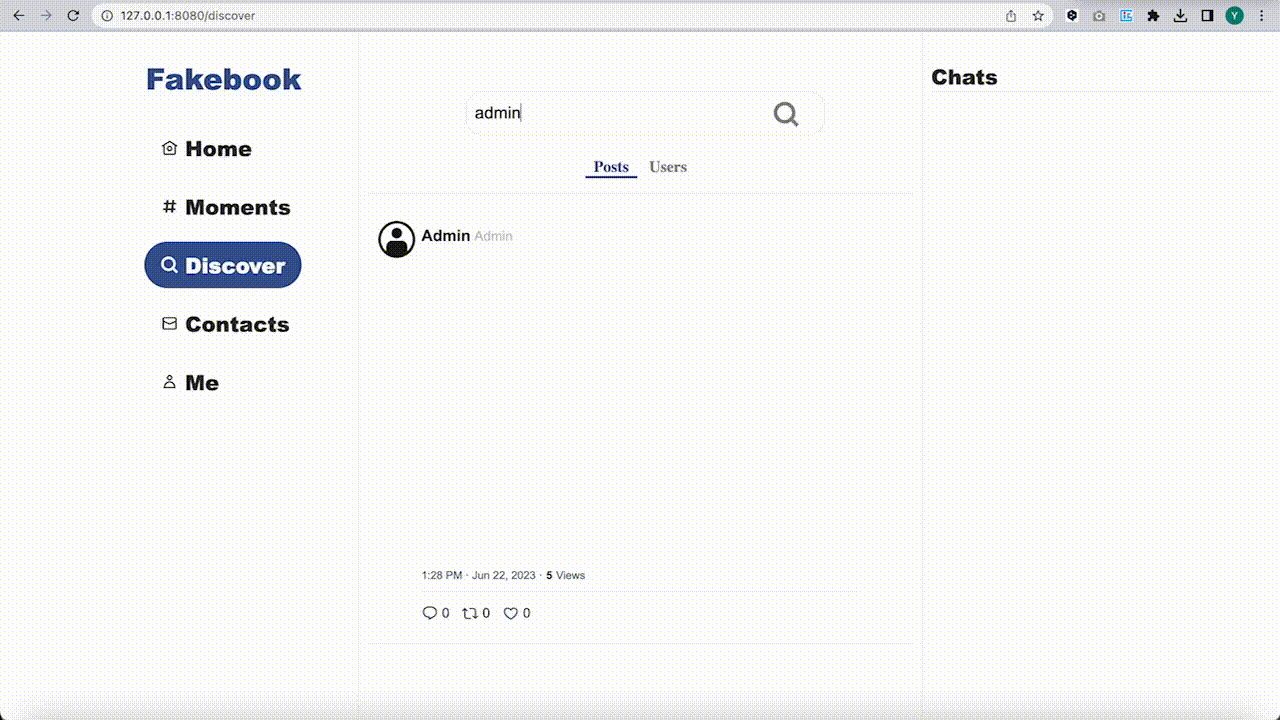 127.0.0.1:8080/discover
Y
Fakebook
Home
Moments
Discover
Contacts
Me
admin
Posts Users
Admin Admin
1:28 PM · Jun 22, 2023 · 5 Views
0 0 0
Chats